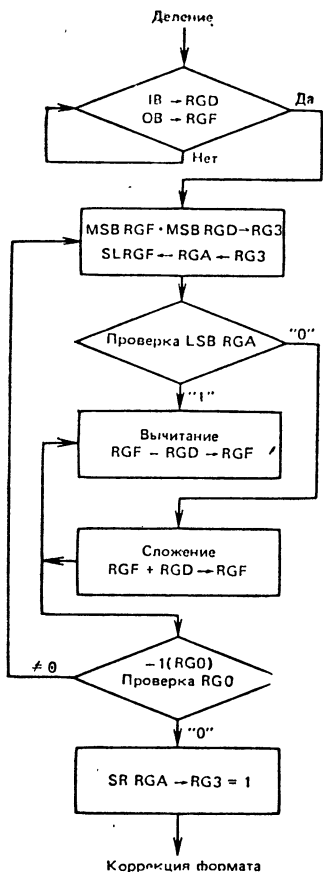 Деление
IB → RGD
OB → RGF
Да
Нет
MSB RGF · MSB RGD → RG3
SLRGF ← RGA ← RG3
Проверка LSB RGA
"0"
"1"
Вычитание
RGF − RGD → RGF
Сложение
RGF + RGD → RGF
≠ 0
−1(RG0)
Проверка RG0
"0"
SR RGA → RG3 = 1
Коррекция формата